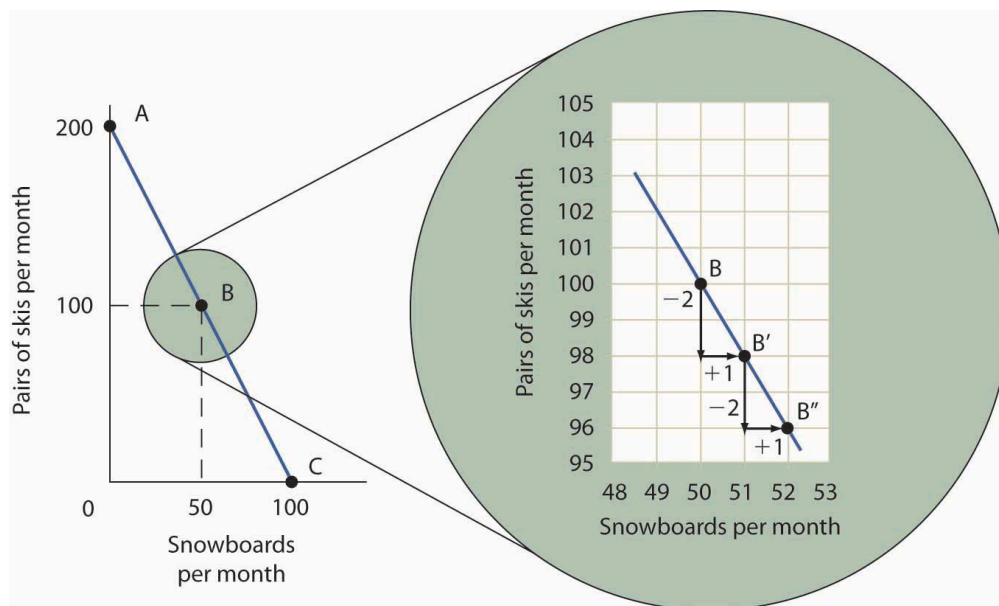 Pairs of skis per month
200
100
0
50
100
A
B
C
Snowboards
per month
Pairs of skis per month
105
104
103
102
101
100
99
98
97
96
95
48
49
50
51
52
53
B
−2
+1
B′
−2
+1
B″
Snowboards per month